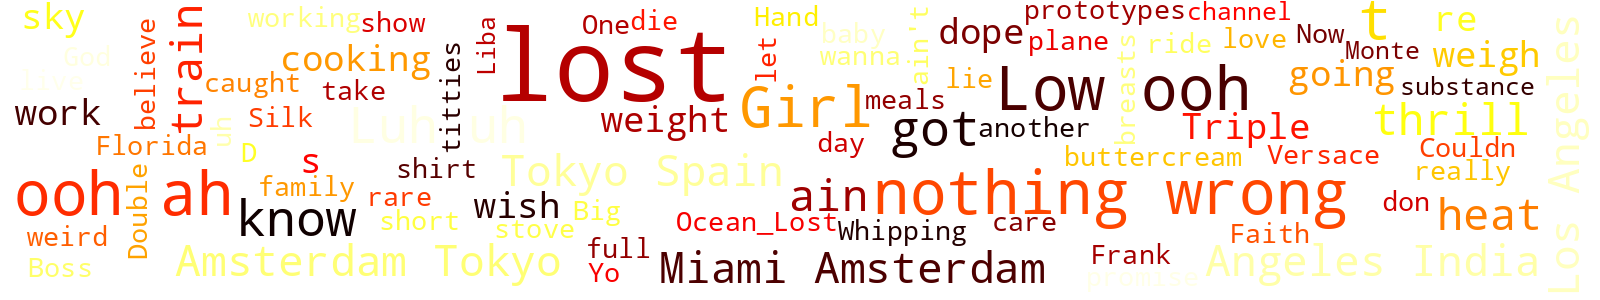 sky
working
show
One
die
Hand
baby
ain't
dope
prototypes
channel
t
re
God
live
believe
train
cooking
titties
Liba
lost
let
wanna
plane
breasts
ride
love
Now
Monte
weigh
caught
take
Girl
lie
Low ooh
going
substance
Angeles
work
uh
Silk
Luh uh
weight
meals
got
another
Triple
thrill
Florida
D
s
shirt
day
buttercream
Versace
Couldn
really
ooh ah
Double
family
rare
Tokyo Spain
ain
nothing wrong
don
heat
know
short
wish
Big
stove
Ocean_Lost
Whipping
care
Faith
Los
weird
Boss
Amsterdam Tokyo
full
Yo
Miami Amsterdam
Frank
promise
Angeles India